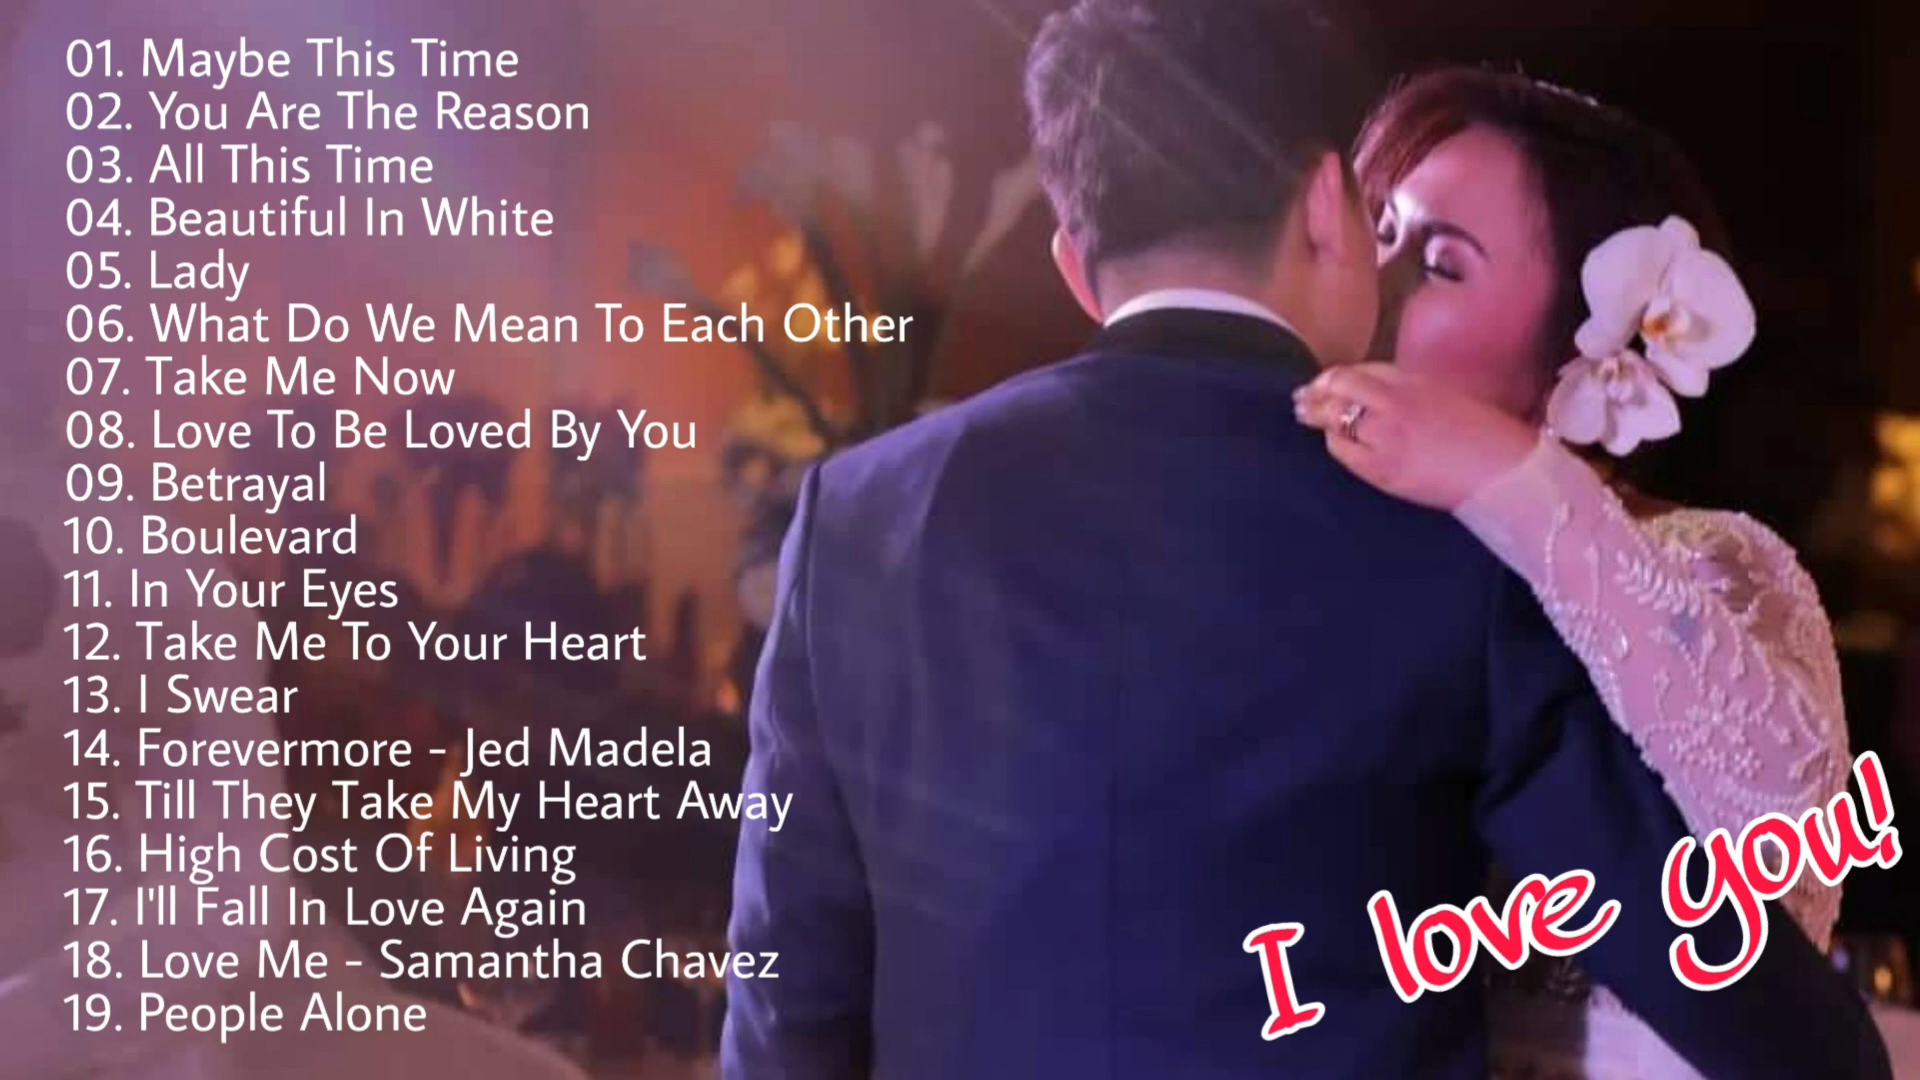 01. Maybe This Time
02. You Are The Reason
03. All This Time
04. Beautiful In White
05. Lady
06. What Do We Mean To Each Other
07. Take Me Now
08. Love To Be Loved By You
09. Betrayal
10. Boulevard
11. In Your Eyes
12. Take Me To Your Heart
13. I Swear
14. Forevermore - Jed Madela
15. Till They Take My Heart Away
16. High Cost Of Living
17. I'll Fall In Love Again
18. Love Me - Samantha Chavez
19. People Alone
I love you!